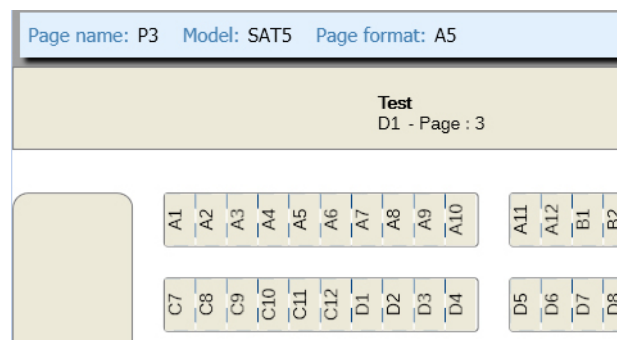 Page name: P3 Model: SAT5 Page format: A5
Test
D1 - Page : 3
A1 A2 A3 A4 A5 A6 A7 A8 A9 A10 A11 A12 B1 B2
C7 C8 C9 C10 C11 C12 D1 D2 D3 D4 D5 D6 D7 D8